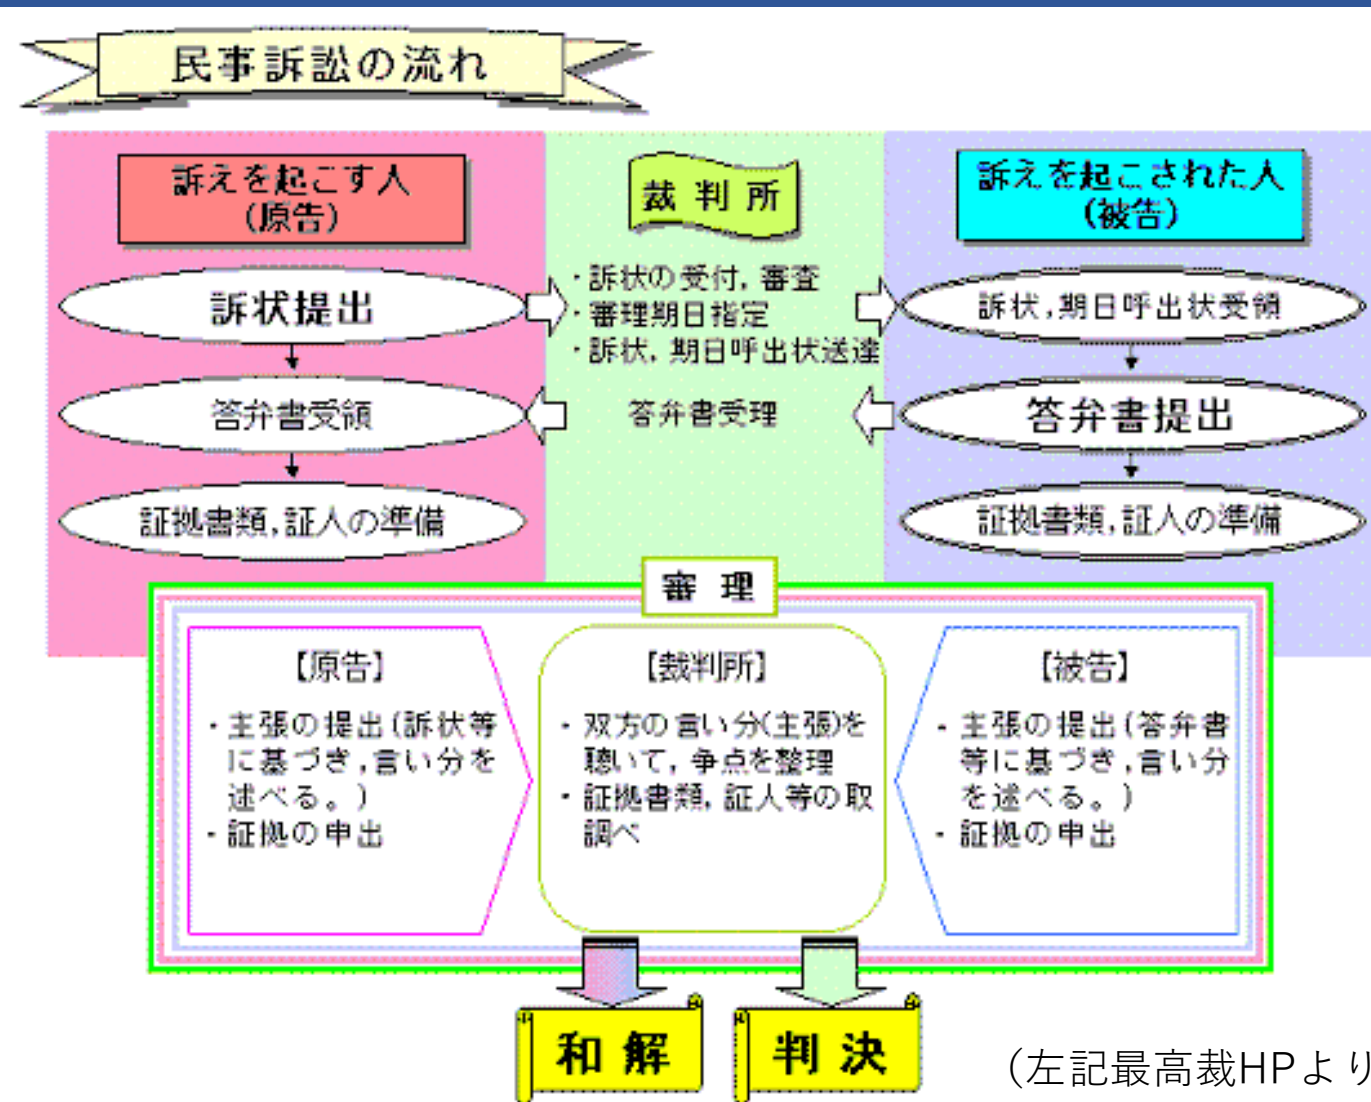 民事訴訟の流れ
訴えを起こす人
(原告)
裁判所
訴えを起こされた人
(被告)
訴状提出
・訴状の受付，審査
・審理期日指定
・訴状，期日呼出状送達
訴状，期日呼出状受領
答弁書受領
答弁書受理
答弁書提出
証拠書類，証人の準備
証拠書類，証人の準備
審理
【原告】
・主張の提出(訴状等
に基づき，言い分を
述べる。)
・証拠の申出
【裁判所】
・双方の言い分(主張)を
聴いて，争点を整理
・証拠書類，証人等の取
調べ
【被告】
・主張の提出(答弁書
等に基づき，言い分
を述べる。)
・証拠の申出
和解
判決
（左記最高裁HPより